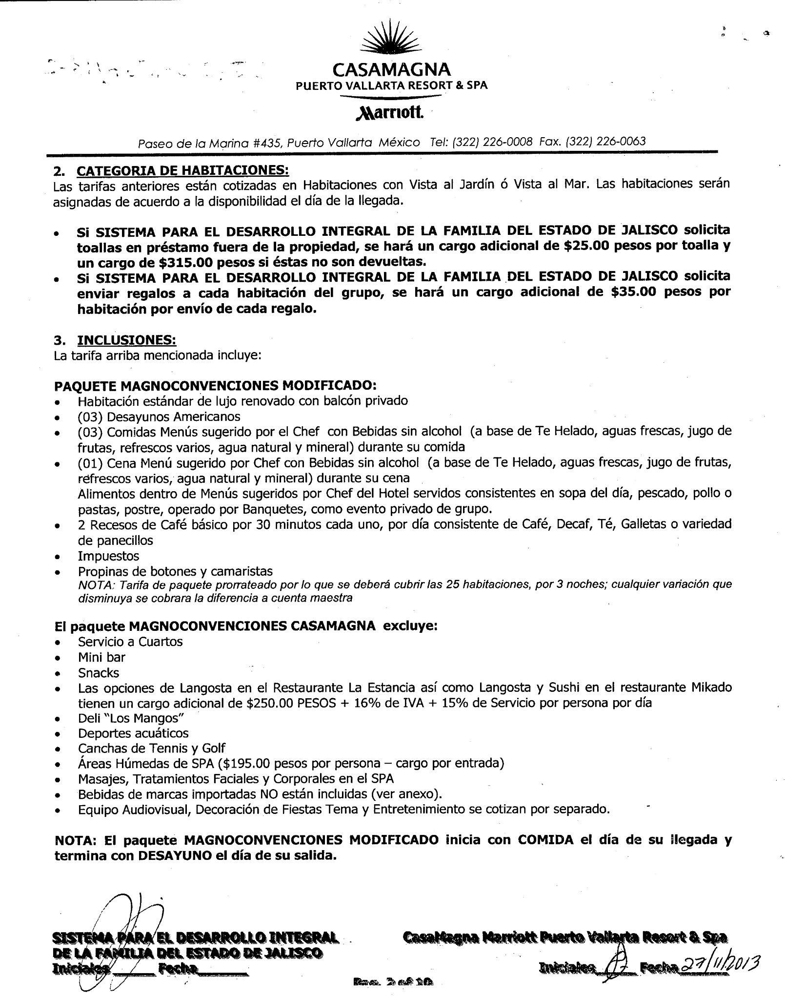 CASAMAGNA
PUERTO VALLARTA RESORT & SPA
Marriott.
Paseo de la Marina #435, Puerto Vallarta México Tel: (322) 226-0008 Fax. (322) 226-0063
2. CATEGORIA DE HABITACIONES:
Las tarifas anteriores están cotizadas en Habitaciones con Vista al Jardín ó Vista al Mar. Las habitaciones serán
asignadas de acuerdo a la disponibilidad el día de la llegada.
• Si SISTEMA PARA EL DESARROLLO INTEGRAL DE LA FAMILIA DEL ESTADO DE JALISCO solicita
toallas en préstamo fuera de la propiedad, se hará un cargo adicional de $25.00 pesos por toalla y
un cargo de $315.00 pesos si éstas no son devueltas.
• Si SISTEMA PARA EL DESARROLLO INTEGRAL DE LA FAMILIA DEL ESTADO DE JALISCO solicita
enviar regalos a cada habitación del grupo, se hará un cargo adicional de $35.00 pesos por
habitación por envío de cada regalo.
3. INCLUSIONES:
La tarifa arriba mencionada incluye:
PAQUETE MAGNOCONVENCIONES MODIFICADO:
• Habitación estándar de lujo renovado con balcón privado
• (03) Desayunos Americanos
• (03) Comidas Menús sugerido por el Chef con Bebidas sin alcohol (a base de Te Helado, aguas frescas, jugo de
frutas, refrescos varios, agua natural y mineral) durante su comida
• (01) Cena Menú sugerido por Chef con Bebidas sin alcohol (a base de Te Helado, aguas frescas, jugo de frutas,
refrescos varios, agua natural y mineral) durante su cena
Alimentos dentro de Menús sugeridos por Chef del Hotel servidos consistentes en sopa del día, pescado, pollo o
pastas, postre, operado por Banquetes, como evento privado de grupo.
• 2 Recesos de Café básico por 30 minutos cada uno, por día consistente de Café, Decaf, Té, Galletas o variedad
de panecillos
• Impuestos
• Propinas de botones y camaristas
NOTA: Tarifa de paquete prorrateado por lo que se deberá cubrir las 25 habitaciones, por 3 noches; cualquier variación que
disminuya se cobrara la diferencia a cuenta maestra
El paquete MAGNOCONVENCIONES CASAMAGNA excluye:
• Servicio a Cuartos
• Mini bar
• Snacks
• Las opciones de Langosta en el Restaurante La Estancia así como Langosta y Sushi en el restaurante Mikado
tienen un cargo adicional de $250.00 PESOS + 16% de IVA + 15% de Servicio por persona por día
• Deli "Los Mangos"
• Deportes acuáticos
• Canchas de Tennis y Golf
• Áreas Húmedas de SPA ($195.00 pesos por persona – cargo por entrada)
• Masajes, Tratamientos Faciales y Corporales en el SPA
• Bebidas de marcas importadas NO están incluidas (ver anexo).
• Equipo Audiovisual, Decoración de Fiestas Tema y Entretenimiento se cotizan por separado.
NOTA: El paquete MAGNOCONVENCIONES MODIFICADO inicia con COMIDA el día de su llegada y
termina con DESAYUNO el día de su salida.
SISTEMA PARA EL DESARROLLO INTEGRAL
DE LA FAMILIA DEL ESTADO DE JALISCO
Iniciales______ Fecha______
CasaMagna Marriott Puerto Vallarta Resort & Spa
Iniciales______ Fecha 27/11/2013
Pag. 2 of 10